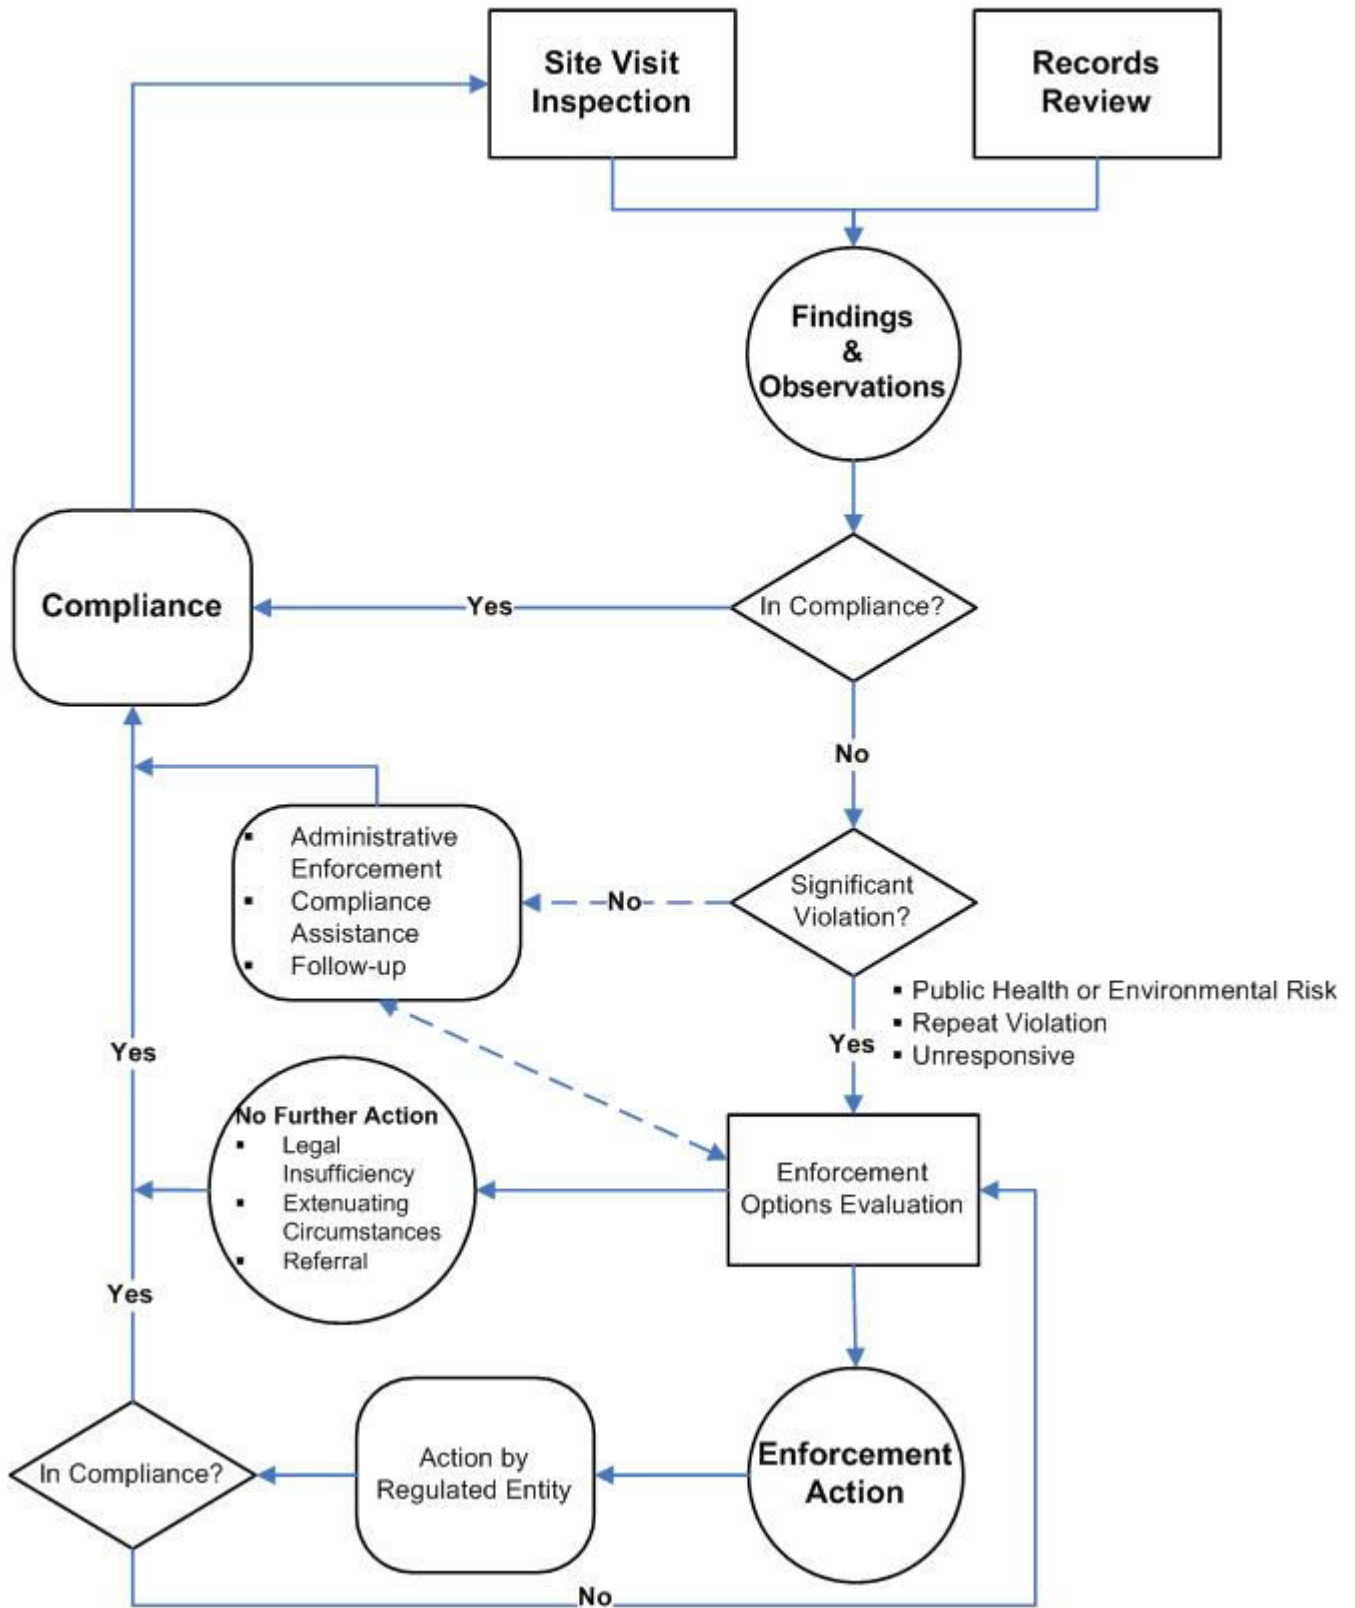 Site Visit
Inspection
Records
Review
Findings
&
Observations
Compliance
Yes
In Compliance?
No
▪ Administrative
Enforcement
▪ Compliance
Assistance
▪ Follow-up
No
Significant
Violation?
▪ Public Health or Environmental Risk
▪ Repeat Violation
▪ Unresponsive
Yes
Yes
No Further Action
▪ Legal
Insufficiency
▪ Extenuating
Circumstances
▪ Referral
Enforcement
Options Evaluation
Yes
In Compliance?
Action by
Regulated Entity
Enforcement
Action
No